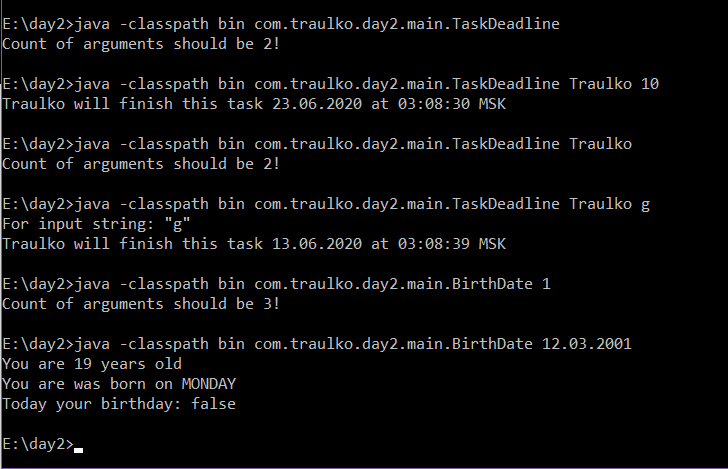 E:\day2>java -classpath bin com.traulko.day2.main.TaskDeadline
Count of arguments should be 2!
E:\day2>java -classpath bin com.traulko.day2.main.TaskDeadline Traulko 10
Traulko will finish this task 23.06.2020 at 03:08:30 MSK
E:\day2>java -classpath bin com.traulko.day2.main.TaskDeadline Traulko
Count of arguments should be 2!
E:\day2>java -classpath bin com.traulko.day2.main.TaskDeadline Traulko g
For input string: "g"
Traulko will finish this task 13.06.2020 at 03:08:39 MSK
E:\day2>java -classpath bin com.traulko.day2.main.BirthDate 1
Count of arguments should be 3!
E:\day2>java -classpath bin com.traulko.day2.main.BirthDate 12.03.2001
You are 19 years old
You are was born on MONDAY
Today your birthday: false
E:\day2>